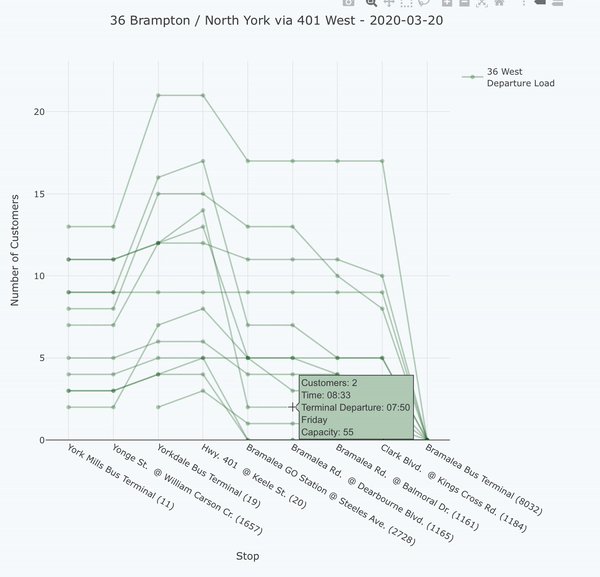 36 Brampton / North York via 401 West - 2020-03-20
36 West
Departure Load
Number of Customers
20
15
10
5
0
Customers: 2
Time: 08:33
Terminal Departure: 07:50
Friday
Capacity: 55
York Mills Bus Terminal (11)
Yonge St.  @ William Carson Cr. (1657)
Yorkdale Bus Terminal (19)
Hwy. 401  @ Keele St. (20)
Bramalea GO Station @ Steeles Ave. (2728)
Bramalea Rd.  @ Dearbourne Blvd. (1165)
Bramalea Rd.  @ Balmoral Dr. (1161)
Clark Blvd.  @ Kings Cross Rd. (1184)
Bramalea Bus Terminal (8032)
Stop